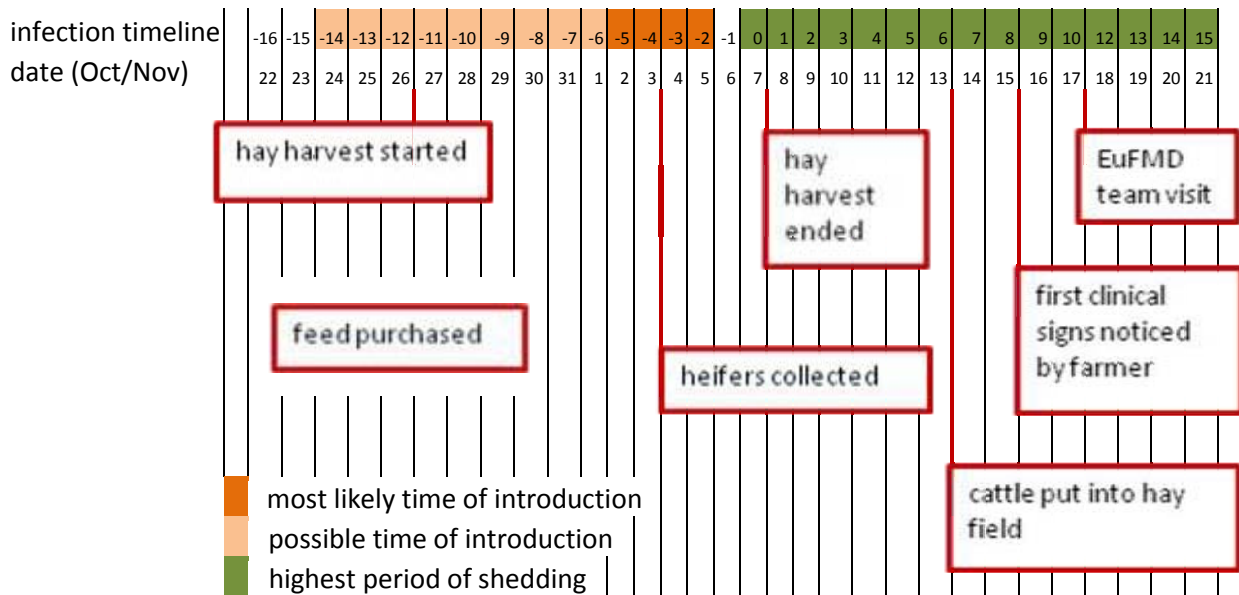 infection timeline -16 -15 -14 -13 -12 -11 -10 -9 -8 -7 -6 -5 -4 -3 -2 -1 0 1 2 3 4 5 6 7 8 9 10 12 13 14 15
date (Oct/Nov) 22 23 24 25 26 27 28 29 30 31 1 2 3 4 5 6 7 8 9 10 11 12 13 14 15 16 17 18 19 20 21
hay harvest started
hay
harvest
ended
EuFMD
team visit
feed purchased
heifers collected
first clinical
signs noticed
by farmer
cattle put into hay
field
most likely time of introduction
possible time of introduction
highest period of shedding